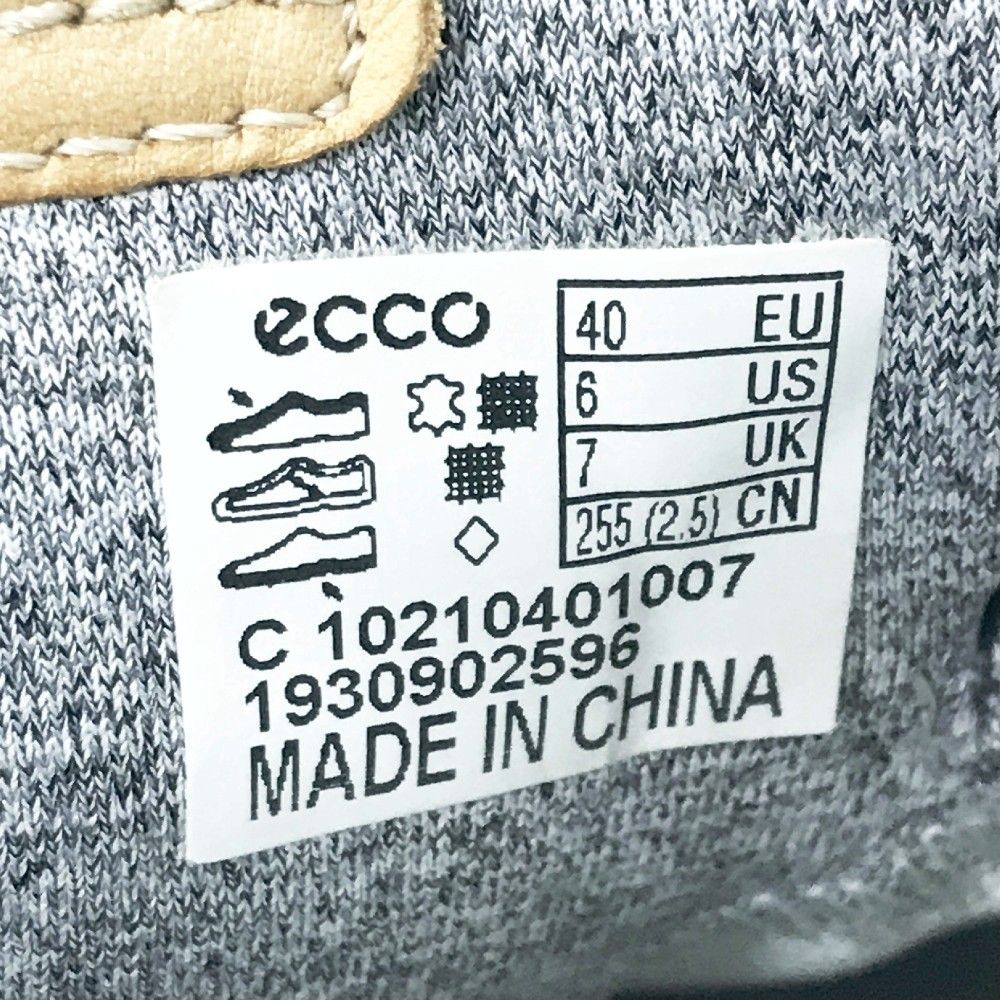 ecco
40 EU
6 US
7 UK
255 (2,5) CN
C 10210401007
1930902596
MADE IN CHINA